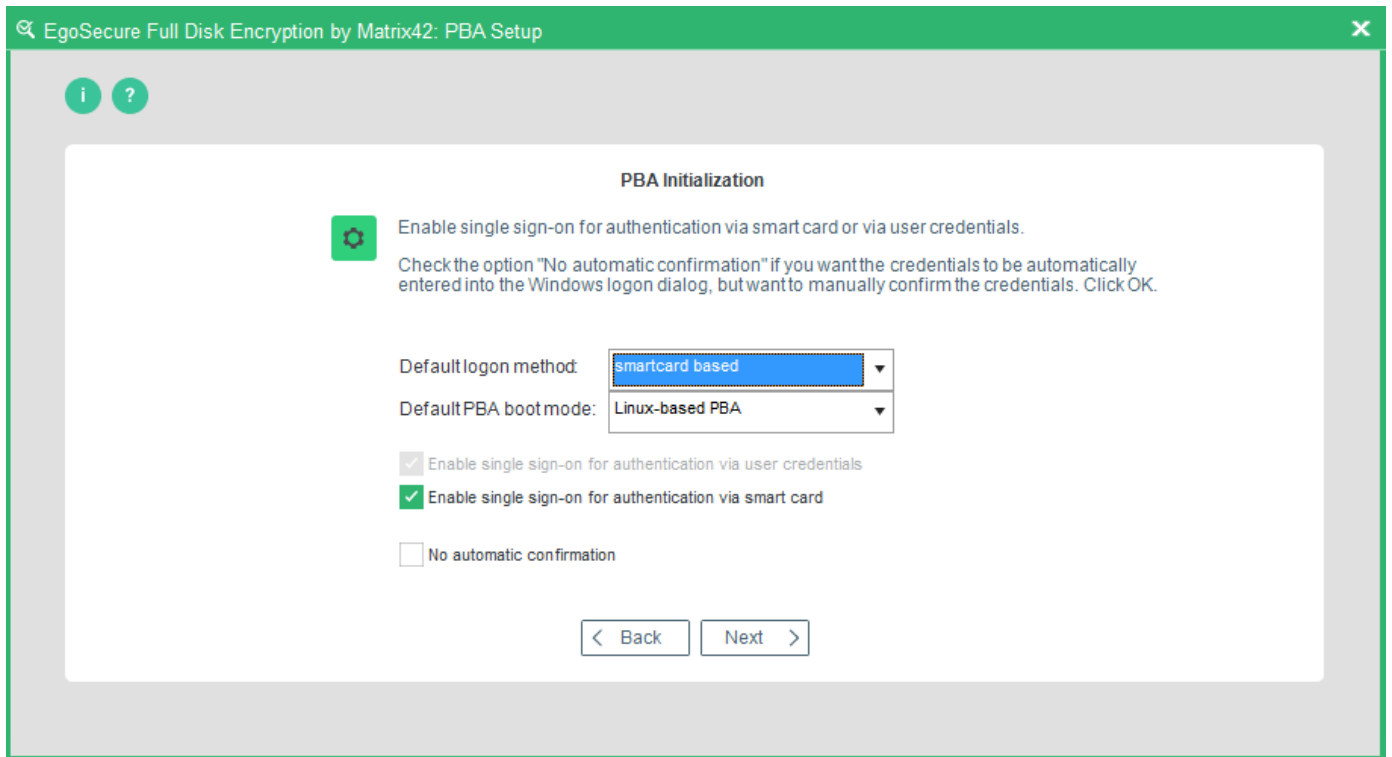 EgoSecure Full Disk Encryption by Matrix42: PBA Setup
i ?
PBA Initialization
Enable single sign-on for authentication via smart card or via user credentials.
Check the option "No automatic confirmation" if you want the credentials to be automatically
entered into the Windows logon dialog, but want to manually confirm the credentials. Click OK.
Default logon method: smartcard based
Default PBA boot mode: Linux-based PBA
Enable single sign-on for authentication via user credentials
Enable single sign-on for authentication via smart card
No automatic confirmation
Back Next